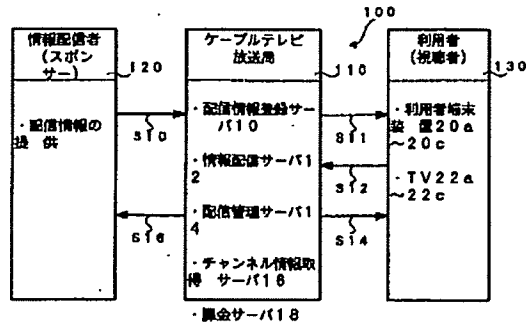 100
情報配信者
(スポン
サー)
120
・配信情報の
提 供
S10
S16
ケーブルテレビ
放送局
110
・配信情報登録サー
バ10
・情報配信サーバ1
2
・配信管理サーバ1
4
・チャンネル情報取
得 サーバ16
・課金サーバ18
S11
S12
S14
利用者
(視聴者)
130
・利用者端末
装 置20a
~20c
・TV22a
~22c